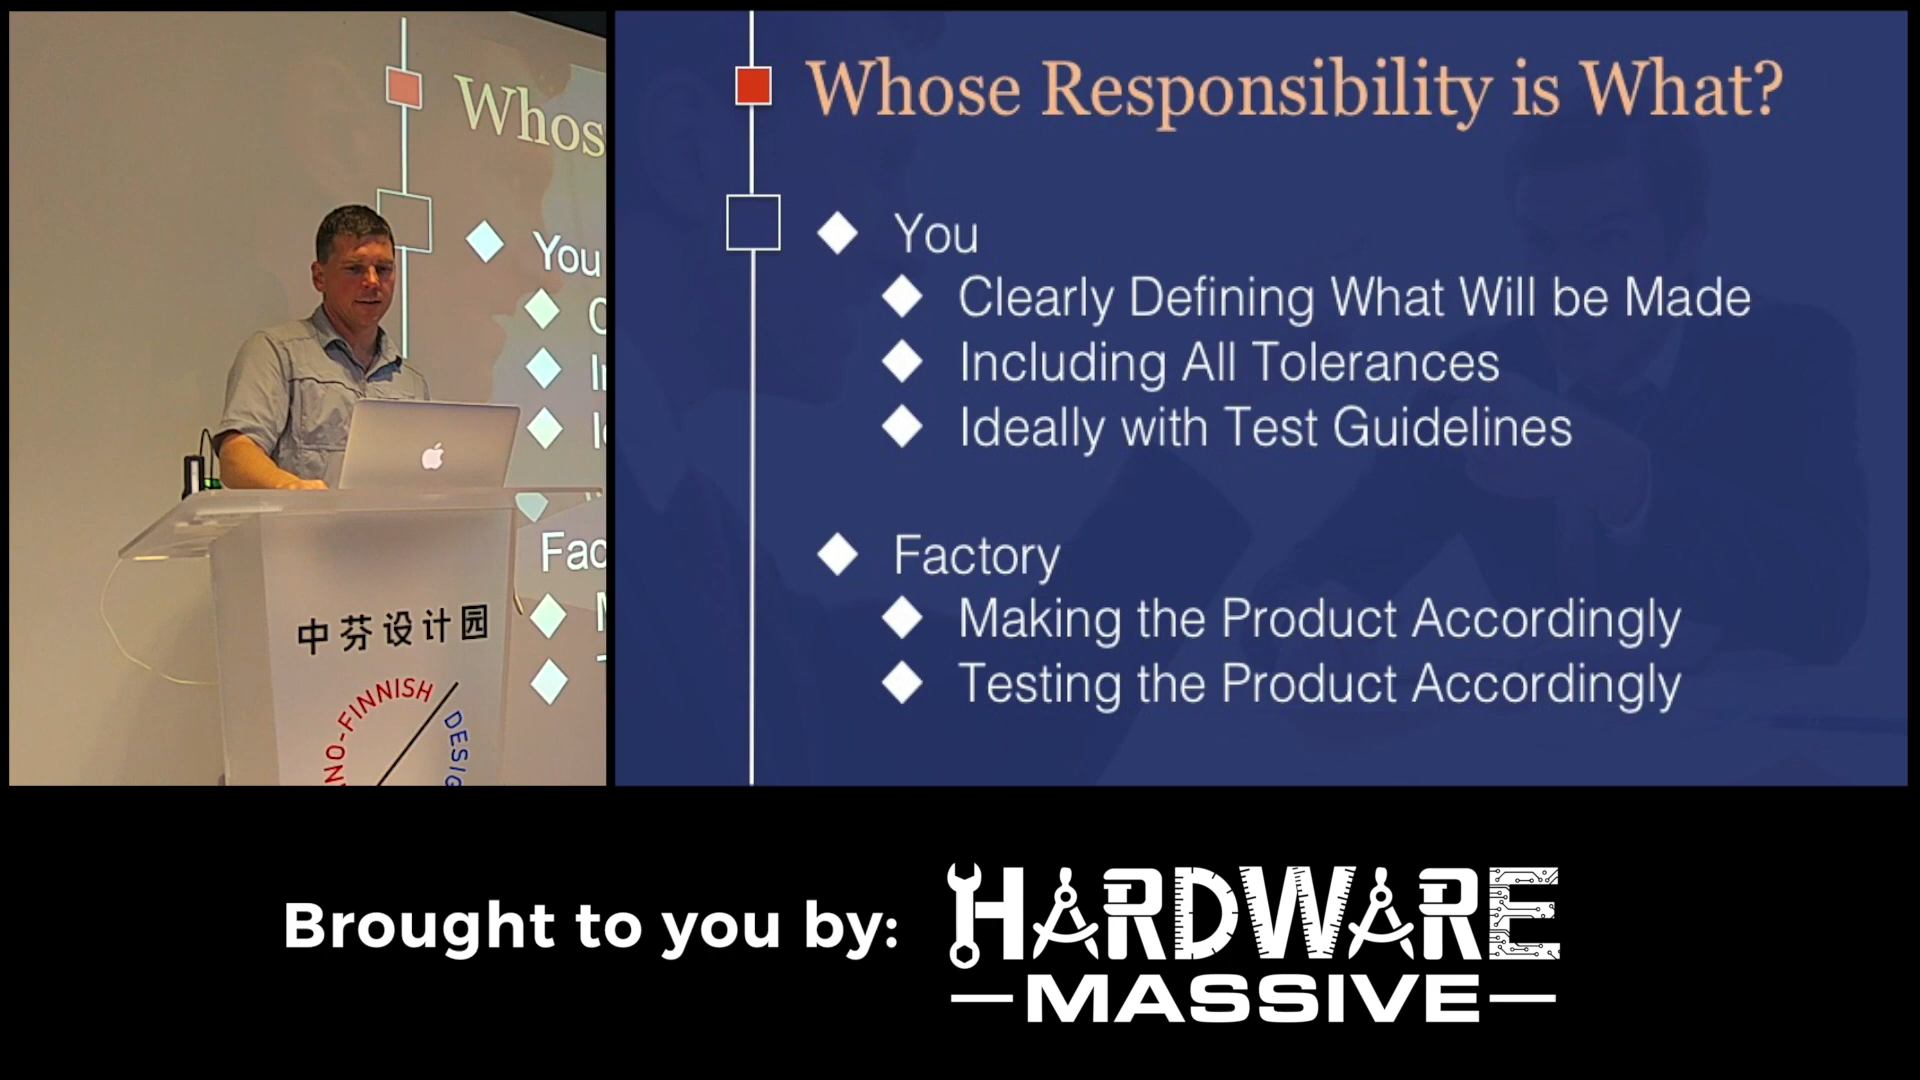 Whos
You
Fac
中芬设计园
NO-FINNISH
DESIG
Whose Responsibility is What?
You
Clearly Defining What Will be Made
Including All Tolerances
Ideally with Test Guidelines
Factory
Making the Product Accordingly
Testing the Product Accordingly
Brought to you by:
HARDWARE
MASSIVE